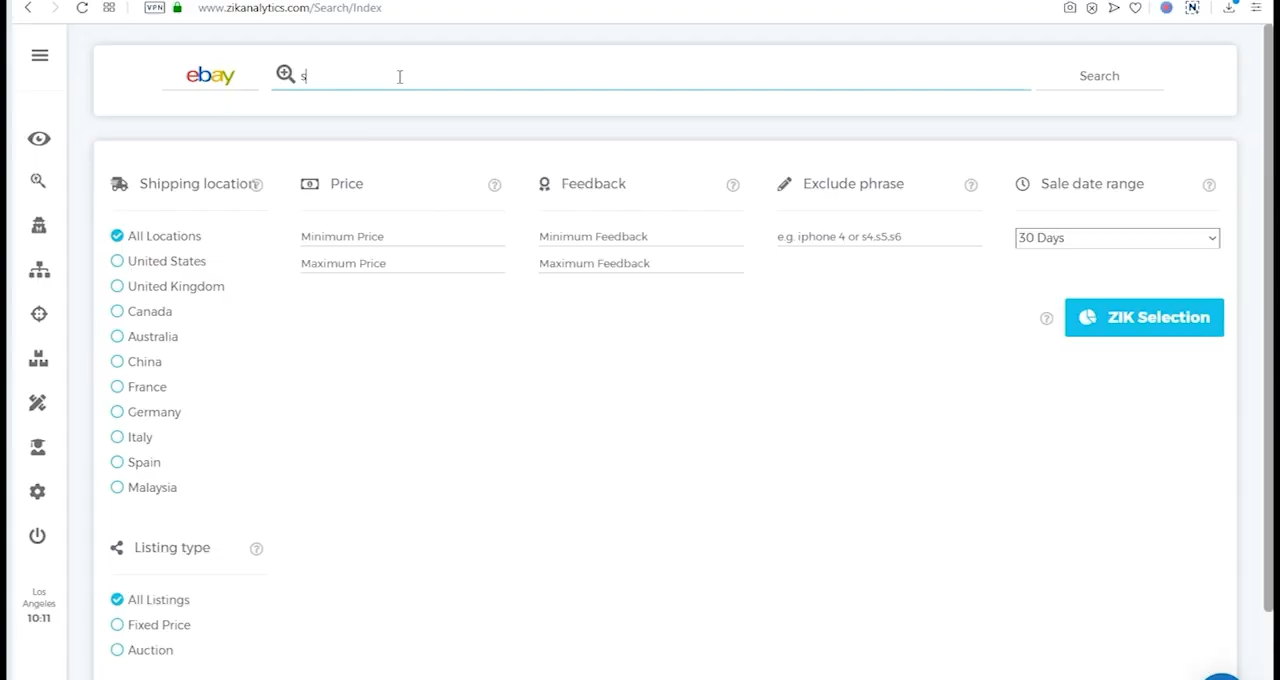 VPN www.zikanalytics.com/Search/Index
N
ebay s Search
Shipping location Price Feedback Exclude phrase Sale date range
All Locations Minimum Price Minimum Feedback e.g. iphone 4 or s4,s5,s6 30 Days
United States Maximum Price Maximum Feedback
United Kingdom
Canada
ZIK Selection
Australia
China
France
Germany
Italy
Spain
Malaysia
Listing type
All Listings
Fixed Price
Auction
Los
Angeles
10:11